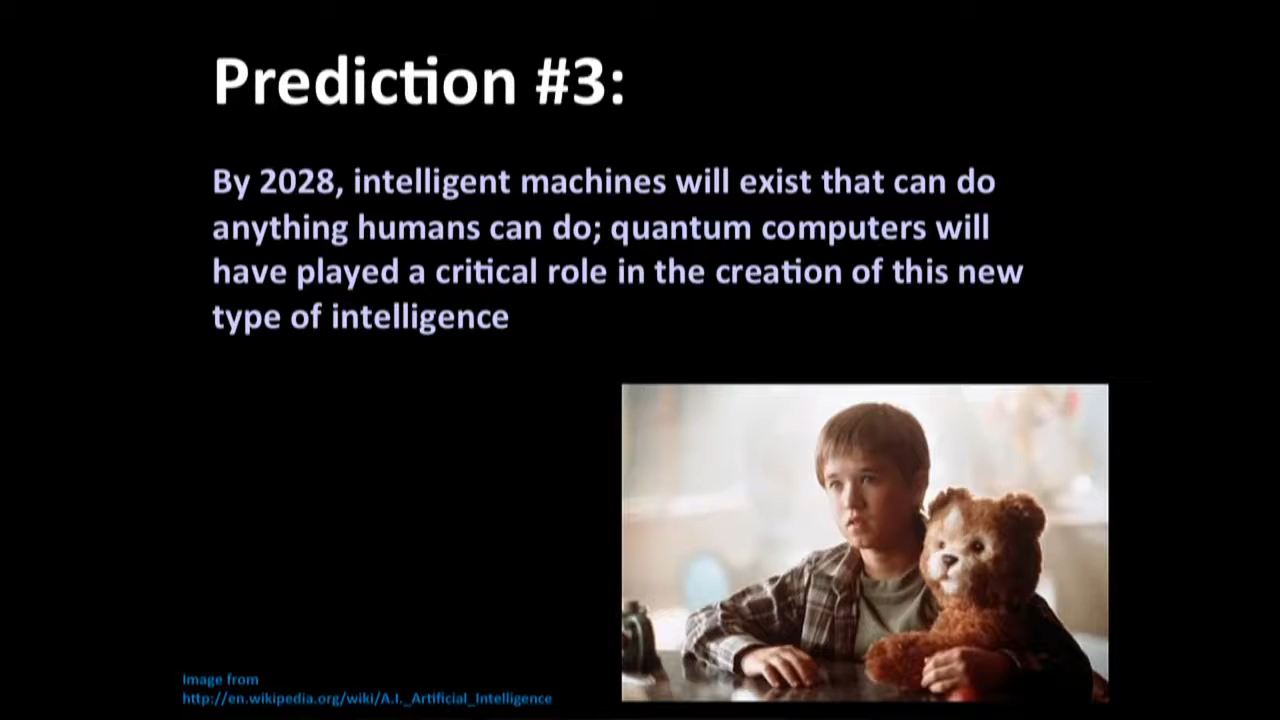 Prediction #3:
By 2028, intelligent machines will exist that can do
anything humans can do; quantum computers will
have played a critical role in the creation of this new
type of intelligence
Image from
http://en.wikipedia.org/wiki/A.I._Artificial_Intelligence